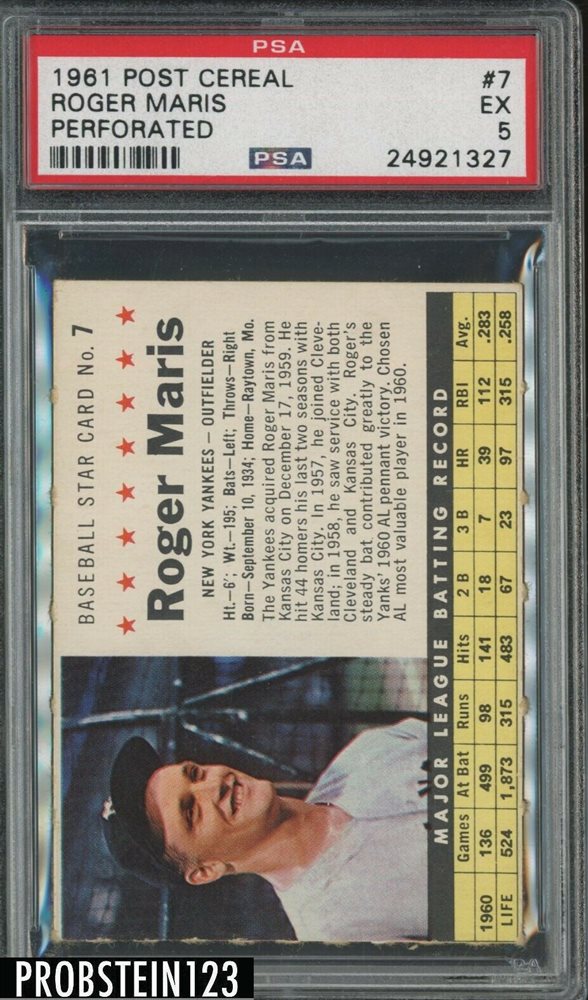 PSA
1961 POST CEREAL #7
ROGER MARIS EX
PERFORATED 5
PSA 24921327
BASEBALL STAR CARD No. 7
Roger Maris
NEW YORK YANKEES – OUTFIELDER
Ht.—6'; Wt.—195; Bats—Left; Throws—Right
Born—September 10, 1934; Home—Raytown, Mo.
The Yankees acquired Roger Maris from
Kansas City on December 17, 1959. He
hit 44 homers his last two seasons with
Kansas City. In 1957, he joined Cleve-
land; in 1958, he saw service with both
Cleveland and Kansas City. Roger's
steady bat contributed greatly to the
Yanks' 1960 AL pennant victory. Chosen
AL most valuable player in 1960.
MAJOR LEAGUE BATTING RECORD
Games At Bat Runs Hits 2 B 3 B HR RBI Avg.
1960 136 499 98 141 18 7 39 112 .283
LIFE 524 1,873 315 483 67 23 97 315 .258
PROBSTEIN123